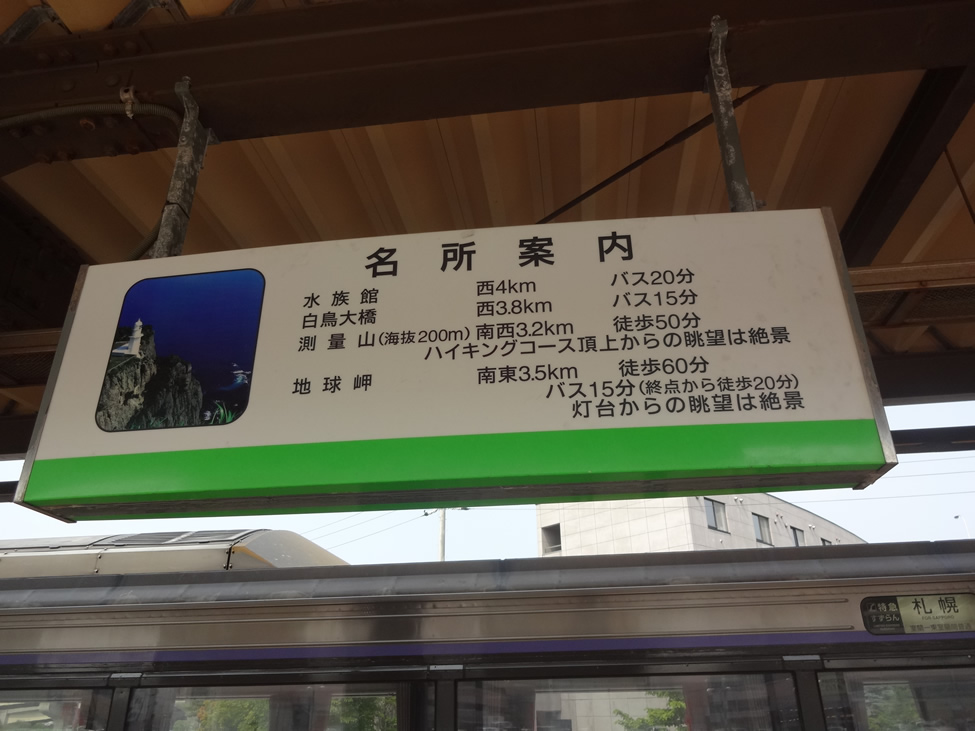 名所案内
水族館 西4km バス20分
白鳥大橋 西3.8km バス15分
測量山(海抜200m) 南西3.2km 徒歩50分
ハイキングコース頂上からの眺望は絶景
地球岬 南東3.5km 徒歩60分
バス15分(終点から徒歩20分)
灯台からの眺望は絶景
特急 札幌
すずらん